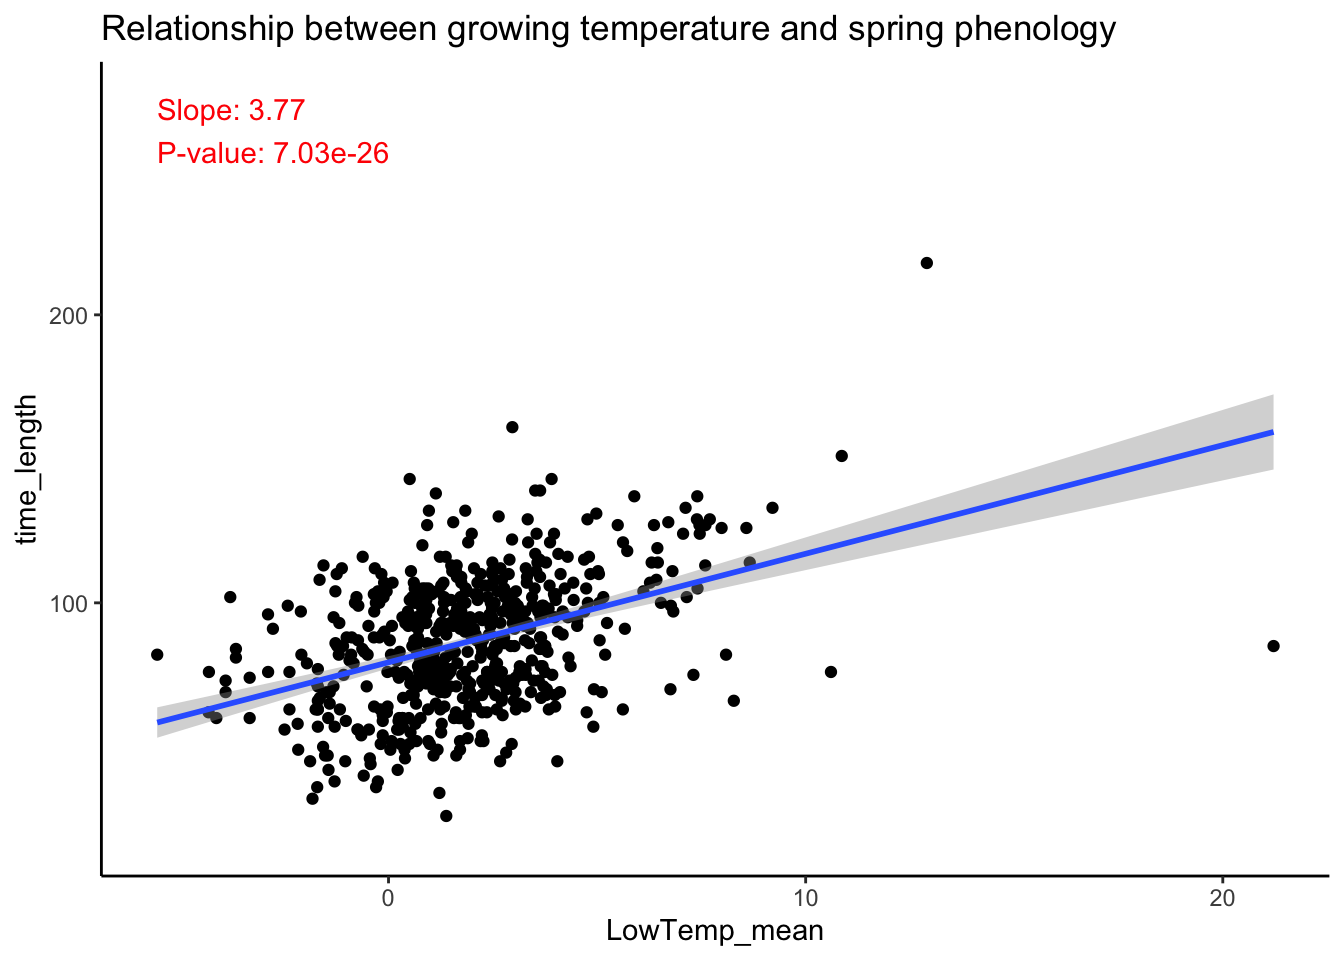 Relationship between growing temperature and spring phenology
Slope: 3.77
P-value: 7.03e-26
200
100
time_length
0
10
20
LowTemp_mean